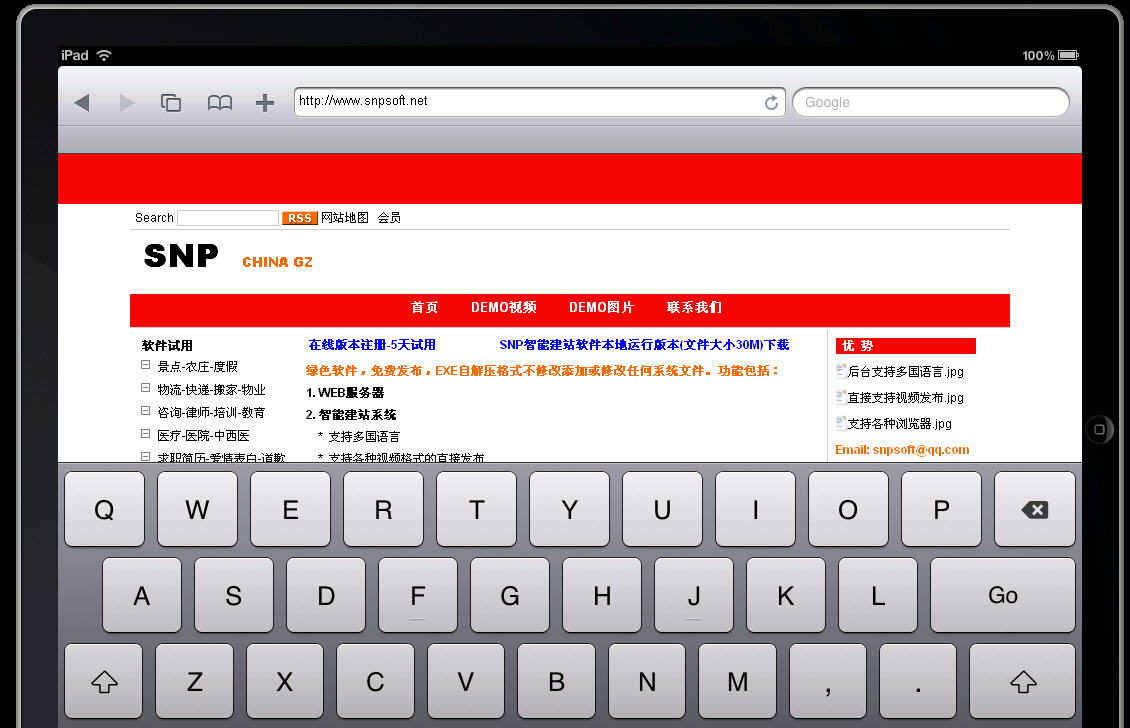 iPad 100%
http://www.snpsoft.net Google
Search RSS 网站地图 会员
SNP CHINA GZ
首页 DEMO视频 DEMO图片 联系我们
软件试用
景点-农庄-度假
物流-快递-搬家-物业
咨询-律师-培训-教育
医疗-医院-中西医
求职简历-爱情表白-道歉
在线版本注册-5天试用 SNP智能建站软件本地运行版本(文件大小30M)下载
绿色软件，免费发布，EXE自解压格式不修改添加或修改任何系统文件。功能包括：
1. WEB服务器
2. 智能建站系统
* 支持多国语言
* 支持各种视频格式的直接发布
优 势
后台支持多国语言.jpg
直接支持视频发布.jpg
支持各种浏览器.jpg
Email: snpsoft@qq.com
Q W E R T Y U I O P
A S D F G H J K L Go
Z X C V B N M , .